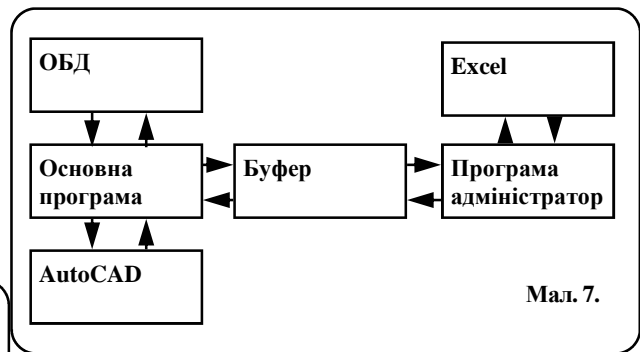 ОБД
Excel
Основна
програма
Буфер
Програма
адміністратор
AutoCAD
Мал. 7.